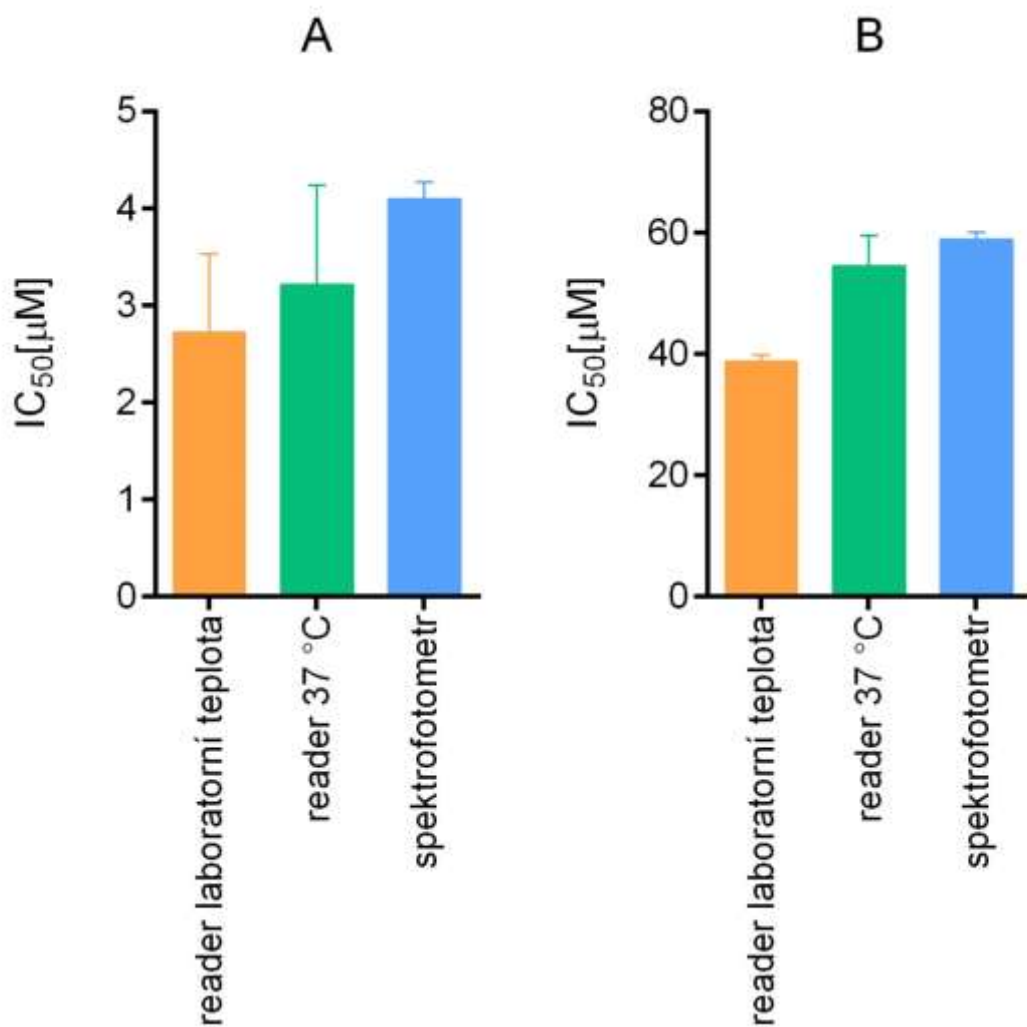 A
5
4
3
2
1
0
IC50[μM]
reader laboratorní teplota
reader 37 °C
spektrofotometr
B
80
60
40
20
0
IC50[μM]
reader laboratorní teplota
reader 37 °C
spektrofotometr